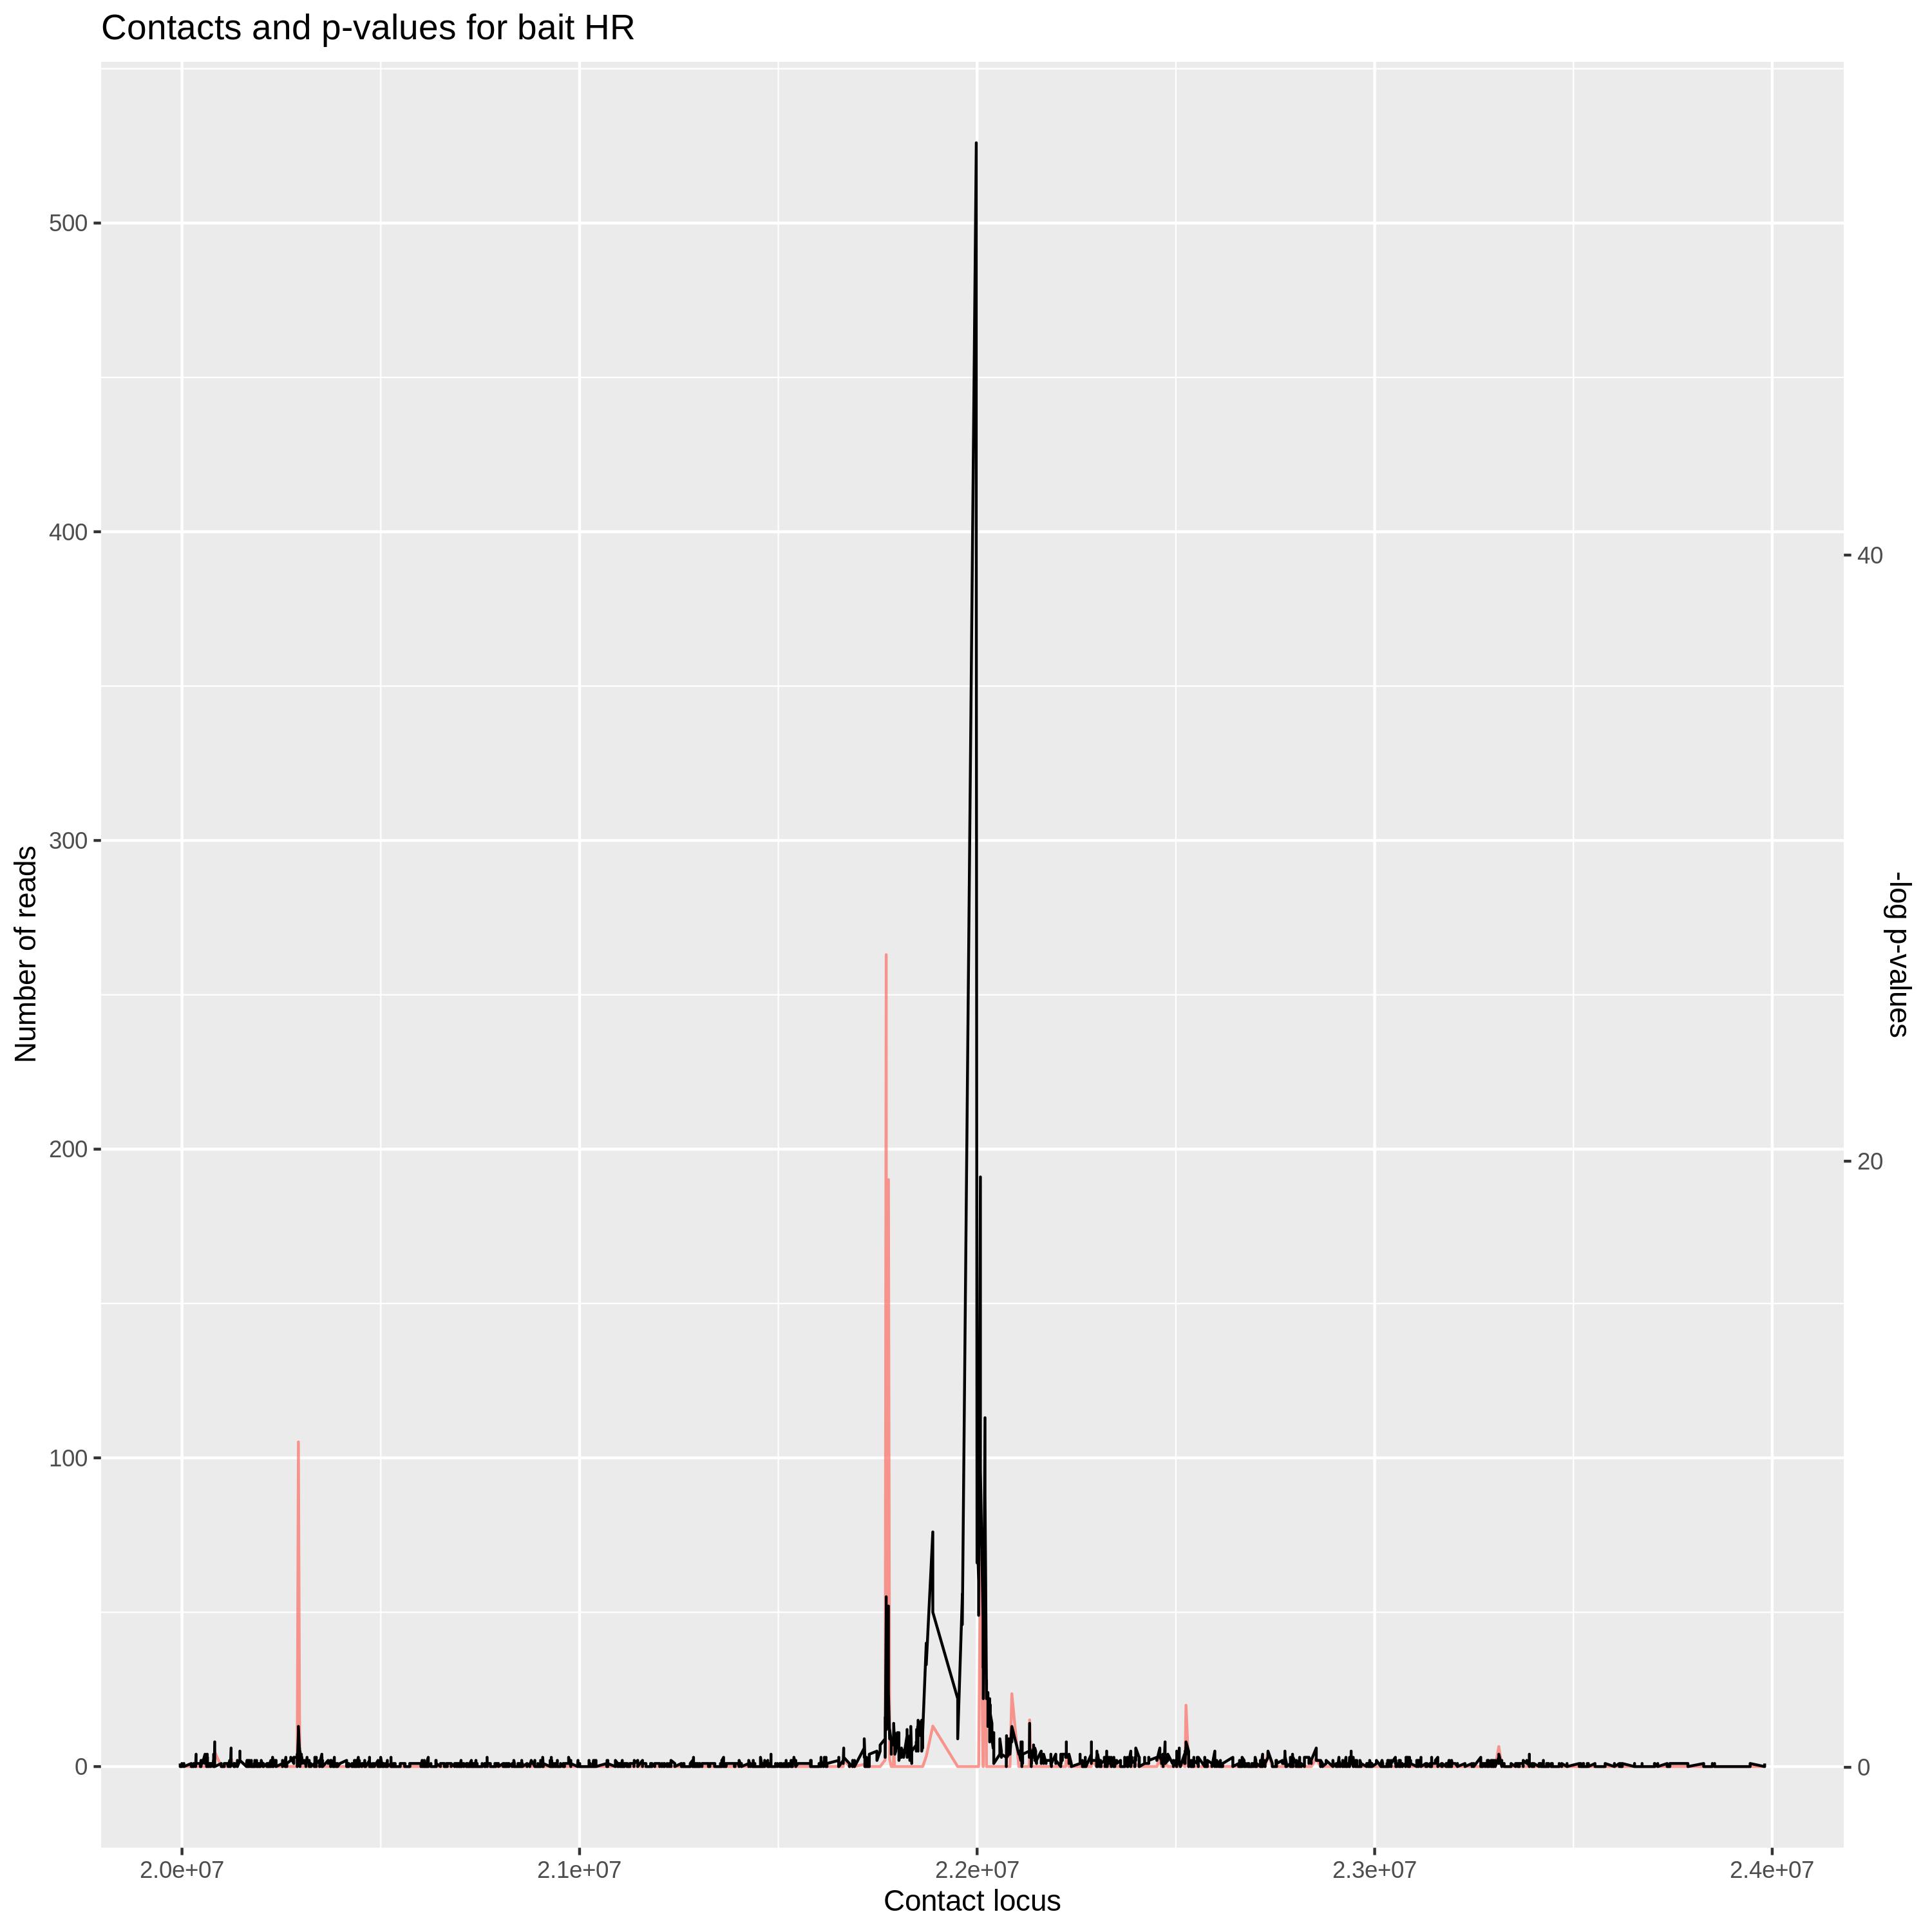 Contacts and p-values for bait HR
500
400
300
200
100
0
Number of reads
40
20
0
-log p-values
2.0e+07
2.1e+07
2.2e+07
2.3e+07
2.4e+07
Contact locus